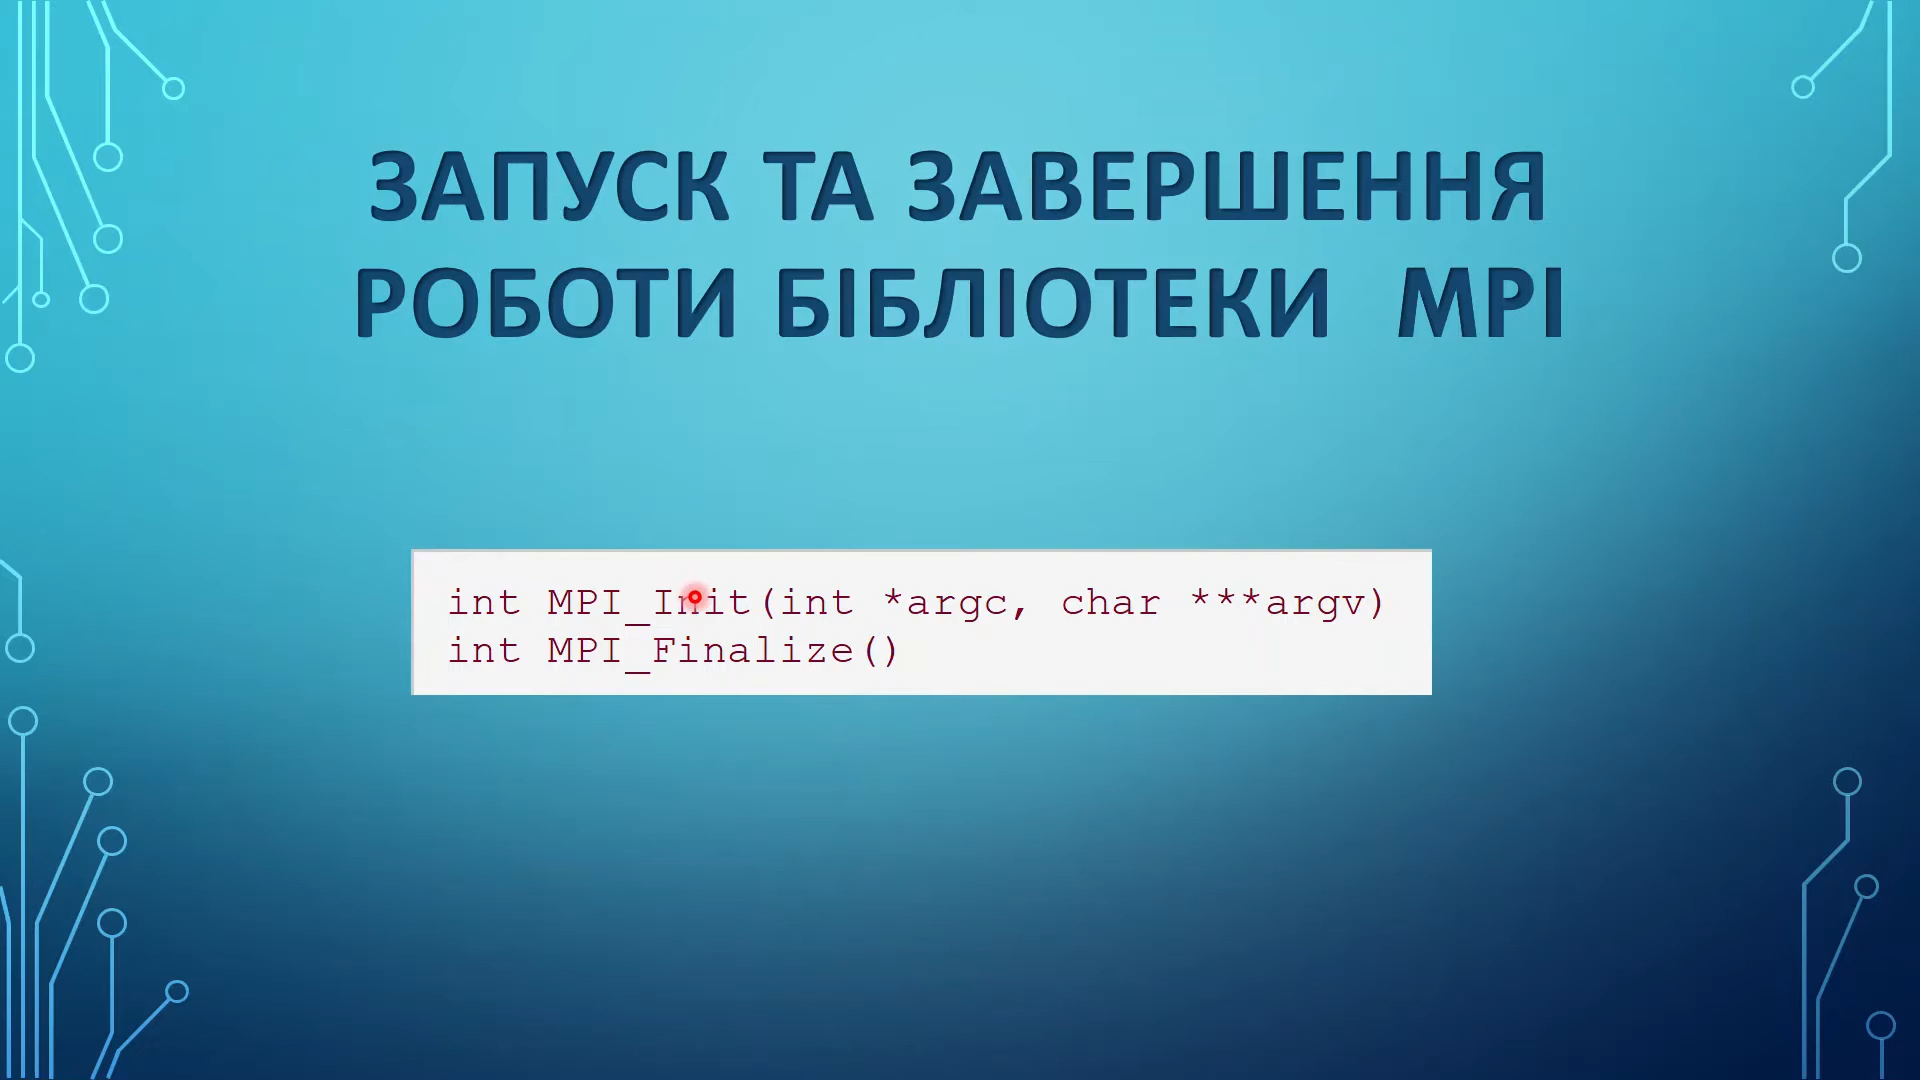 ЗАПУСК ТА ЗАВЕРШЕННЯ
РОБОТИ БІБЛІОТЕКИ MPI
int MPI_Init(int *argc, char ***argv)
int MPI_Finalize()